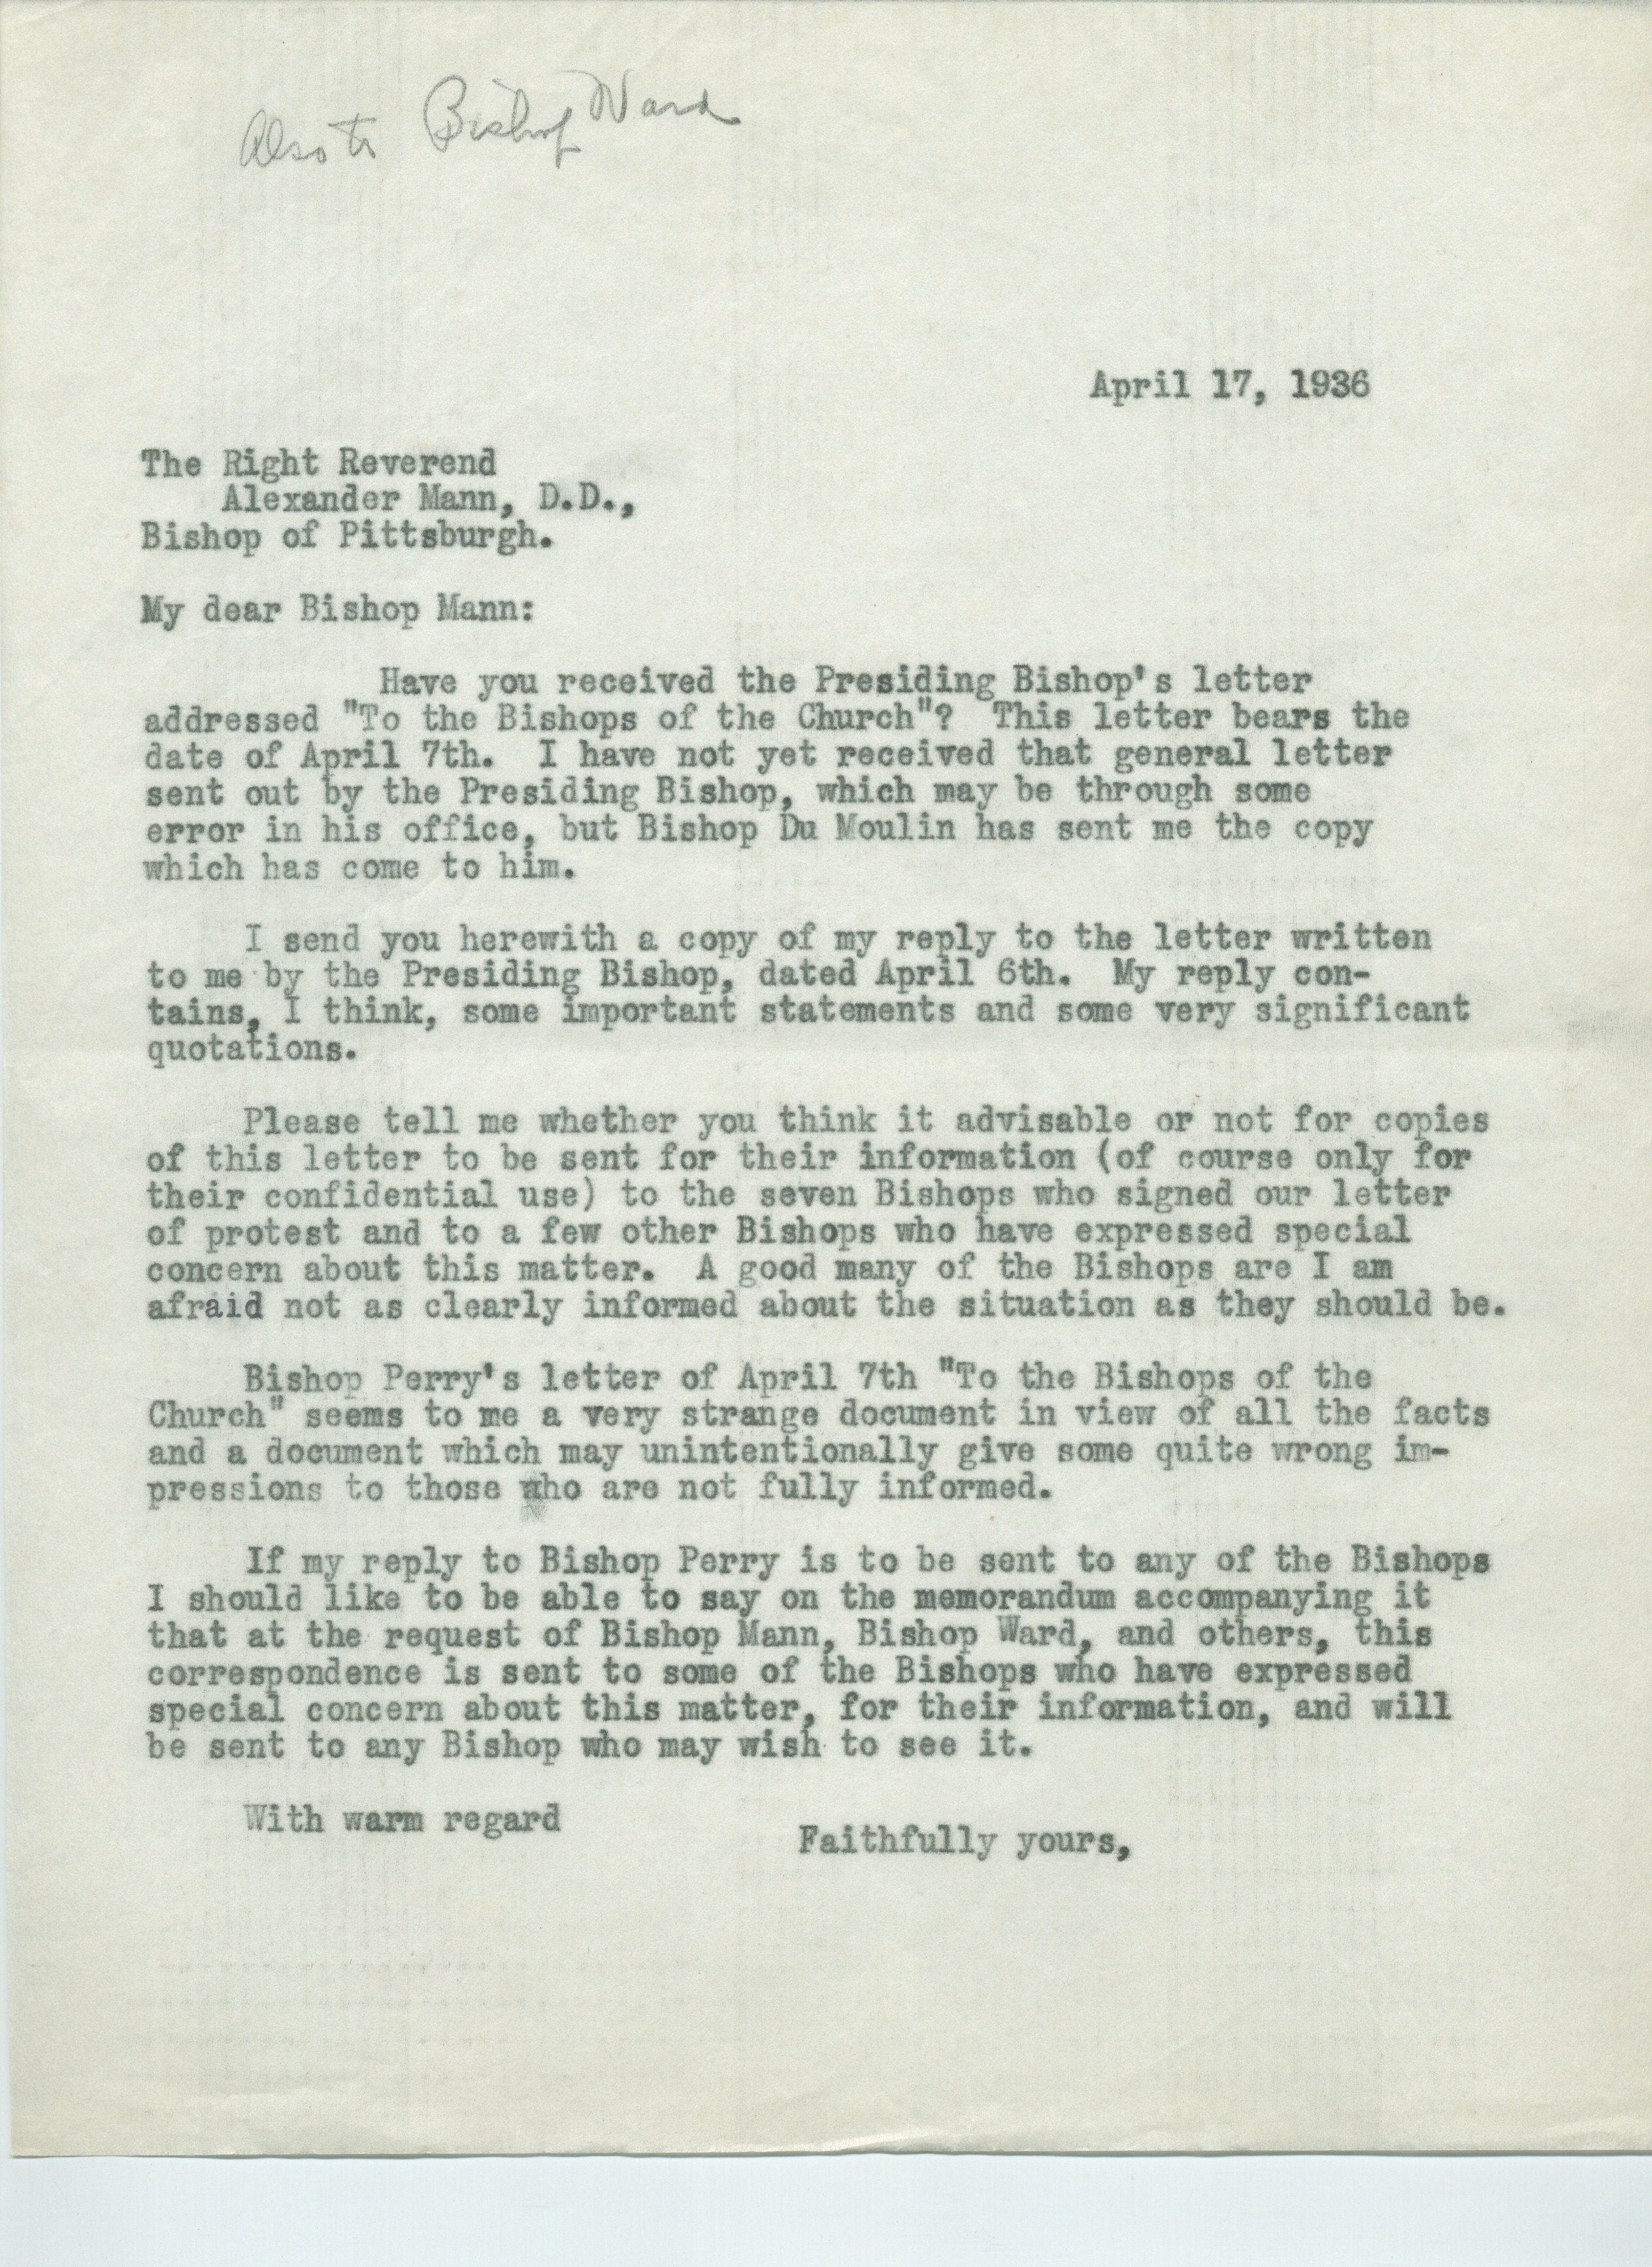 Also to Bishop Ward
April 17, 1936
The Right Reverend
Alexander Mann, D.D.,
Bishop of Pittsburgh.
My dear Bishop Mann:
Have you received the Presiding Bishop's letter
addressed "To the Bishops of the Church"? This letter bears the
date of April 7th. I have not yet received that general letter
sent out by the Presiding Bishop, which may be through some
error in his office, but Bishop Du Moulin has sent me the copy
which has come to him.
I send you herewith a copy of my reply to the letter written
to me by the Presiding Bishop, dated April 6th. My reply con-
tains, I think, some important statements and some very significant
quotations.
Please tell me whether you think it advisable or not for copies
of this letter to be sent for their information (of course only for
their confidential use) to the seven Bishops who signed our letter
of protest and to a few other Bishops who have expressed special
concern about this matter. A good many of the Bishops are I am
afraid not as clearly informed about the situation as they should be.
Bishop Perry's letter of April 7th "To the Bishops of the
Church" seems to me a very strange document in view of all the facts
and a document which may unintentionally give some quite wrong im-
pressions to those who are not fully informed.
If my reply to Bishop Perry is to be sent to any of the Bishops
I should like to be able to say on the memorandum accompanying it
that at the request of Bishop Mann, Bishop Ward, and others, this
correspondence is sent to some of the Bishops who have expressed
special concern about this matter, for their information, and will
be sent to any Bishop who may wish to see it.
With warm regard
Faithfully yours,